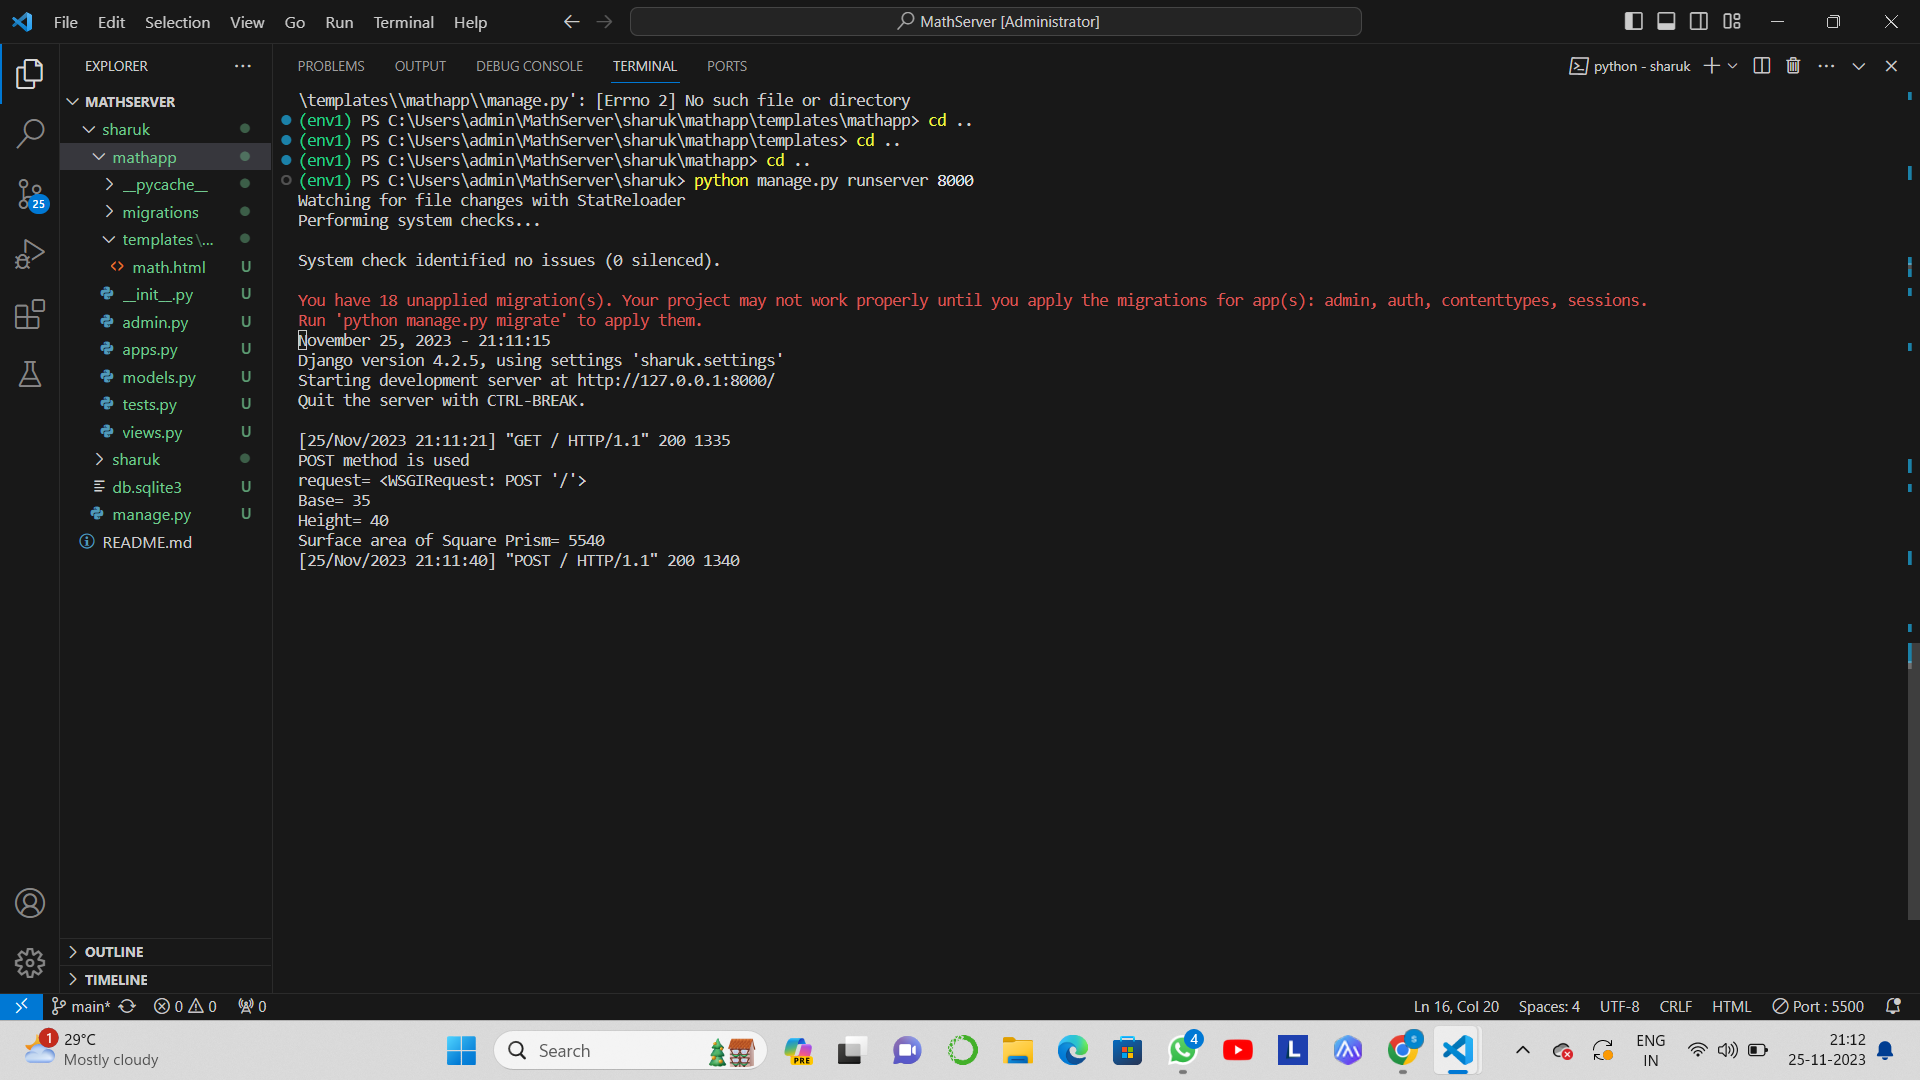 File Edit Selection View Go Run Terminal Help
MathServer [Administrator]
EXPLORER
MATHSERVER
sharuk
mathapp
__pycache__
migrations
templates \...
math.html U
__init__.py U
admin.py U
apps.py U
models.py U
tests.py U
views.py U
sharuk
db.sqlite3 U
manage.py U
README.md
OUTLINE
TIMELINE
25
PROBLEMS OUTPUT DEBUG CONSOLE TERMINAL PORTS
python - sharuk
\templates\\mathapp\\manage.py': [Errno 2] No such file or directory
(env1) PS C:\Users\admin\MathServer\sharuk\mathapp\templates\mathapp> cd ..
(env1) PS C:\Users\admin\MathServer\sharuk\mathapp\templates> cd ..
(env1) PS C:\Users\admin\MathServer\sharuk\mathapp> cd ..
(env1) PS C:\Users\admin\MathServer\sharuk> python manage.py runserver 8000
Watching for file changes with StatReloader
Performing system checks...
System check identified no issues (0 silenced).
You have 18 unapplied migration(s). Your project may not work properly until you apply the migrations for app(s): admin, auth, contenttypes, sessions.
Run 'python manage.py migrate' to apply them.
November 25, 2023 - 21:11:15
Django version 4.2.5, using settings 'sharuk.settings'
Starting development server at http://127.0.0.1:8000/
Quit the server with CTRL-BREAK.
[25/Nov/2023 21:11:21] "GET / HTTP/1.1" 200 1335
POST method is used
request= <WSGIRequest: POST '/'>
Base= 35
Height= 40
Surface area of Square Prism= 5540
[25/Nov/2023 21:11:40] "POST / HTTP/1.1" 200 1340
main* 0 0 0
Ln 16, Col 20 Spaces: 4 UTF-8 CRLF HTML Port : 5500
1 29°C
Mostly cloudy
Search
PRE
4
L
S
ENG
IN
21:12
25-11-2023